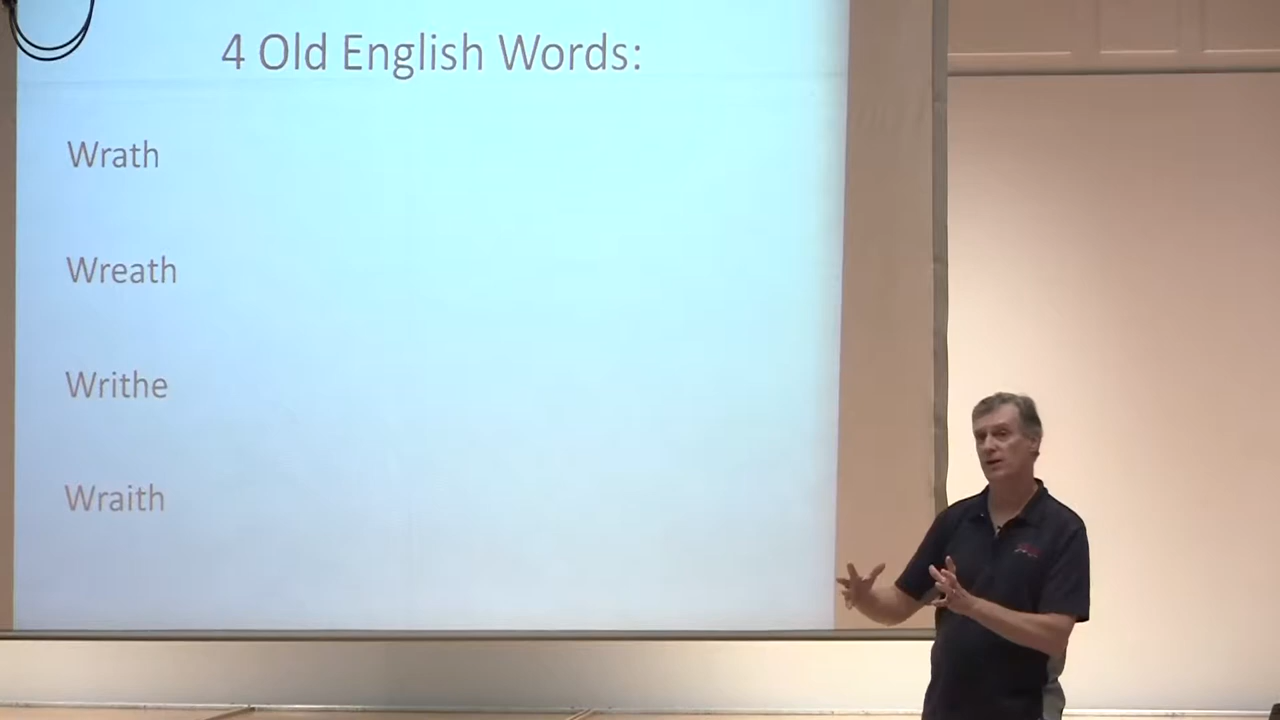 4 Old English Words:
Wrath
Wreath
Writhe
Wraith